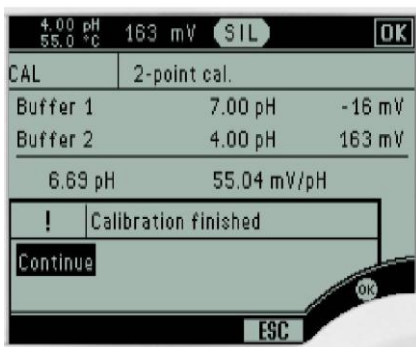 4.00 pH 163 mV SIL OK
55.0 °C
CAL 2-point cal.
Buffer 1 7.00 pH -16 mV
Buffer 2 4.00 pH 163 mV
6.69 pH 55.04 mV/pH
! Calibration finished
Continue
OK
ESC